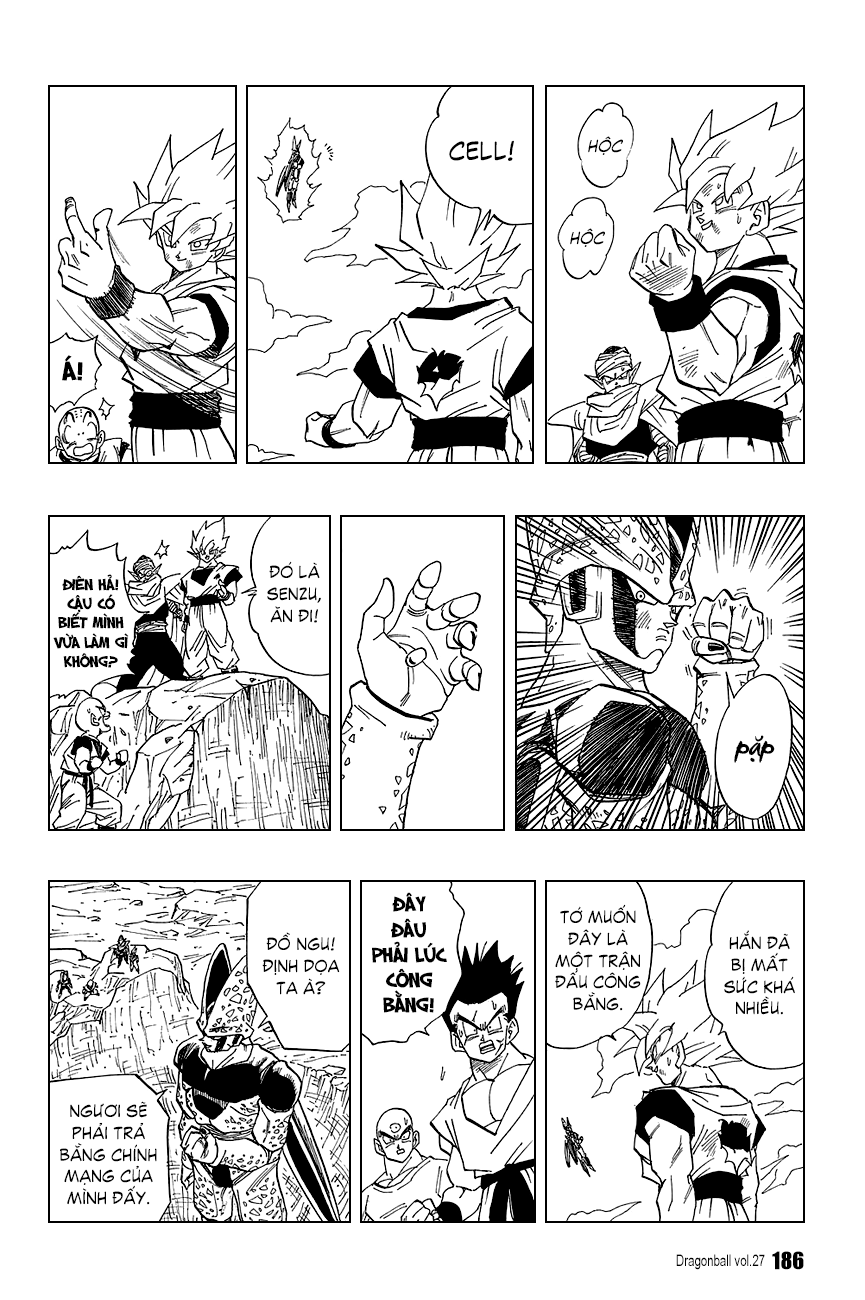 HỘC
HỘC
CELL!
Á!
PẶP
ĐÓ LÀ
SENZU,
ĂN ĐI!
ĐIÊN HẢ!
CẬU CÓ
BIẾT MÌNH
VỪA LÀM GÌ
KHÔNG?
HẮN ĐÃ
BỊ MẤT
SỨC KHÁ
NHIỀU.
TỚ MUỐN
ĐÂY LÀ
MỘT TRẬN
ĐẤU CÔNG
BẰNG.
ĐÂY
ĐÂU
PHẢI LÚC
CÔNG
BẰNG!
ĐỒ NGU!
ĐỊNH DỌA
TA À?
NGƯƠI SẼ
PHẢI TRẢ
BẰNG CHÍNH
MẠNG CỦA
MÌNH ĐẤY.
Dragonball vol.27 186